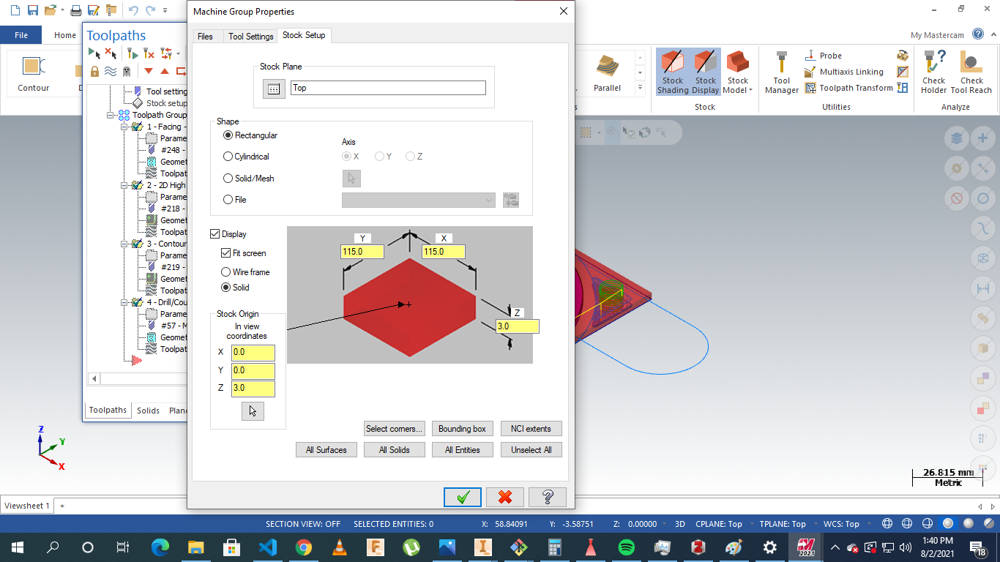 Machine Group Properties
File
Home
My Mastercam
Toolpaths
Files
Tool Settings
Stock Setup
Contour
Stock Plane
Top
Parallel
Stock Shading
Stock Display
Stock Model
Stock
Tool Manager
Probe
Multiaxis Linking
Toolpath Transform
Utilities
Check Holder
Check Tool Reach
Analyze
Tool setting
Stock setup
Toolpath Group
1 - Facing -
Parame
#248 -
Geomet
Toolpat
2 - 2D High
Parame
#218 -
Geomet
Toolpat
3 - Contour
Parame
#219 -
Geomet
Toolpat
4 - Drill/Cou
Parame
#57 - M
Geomet
Toolpat
Toolpaths
Solids
Plane
Shape
Rectangular
Cylindrical
Solid/Mesh
File
Axis
X
Y
Z
Display
Fit screen
Wire frame
Solid
Y
X
115.0
115.0
Z
3.0
Stock Origin
In view
coordinates
X 0.0
Y 0.0
Z 3.0
Select corners...
Bounding box
NCI extents
All Surfaces
All Solids
All Entities
Unselect All
Z
Y
X
26.815 mm
Metric
Viewsheet 1
+
SECTION VIEW: OFF
SELECTED ENTITIES: 0
X: 58.84091
Y: -3.58751
Z: 0.00000
3D
CPLANE: Top
TPLANE: Top
WCS: Top
2021
1:40 PM
8/2/2021
18